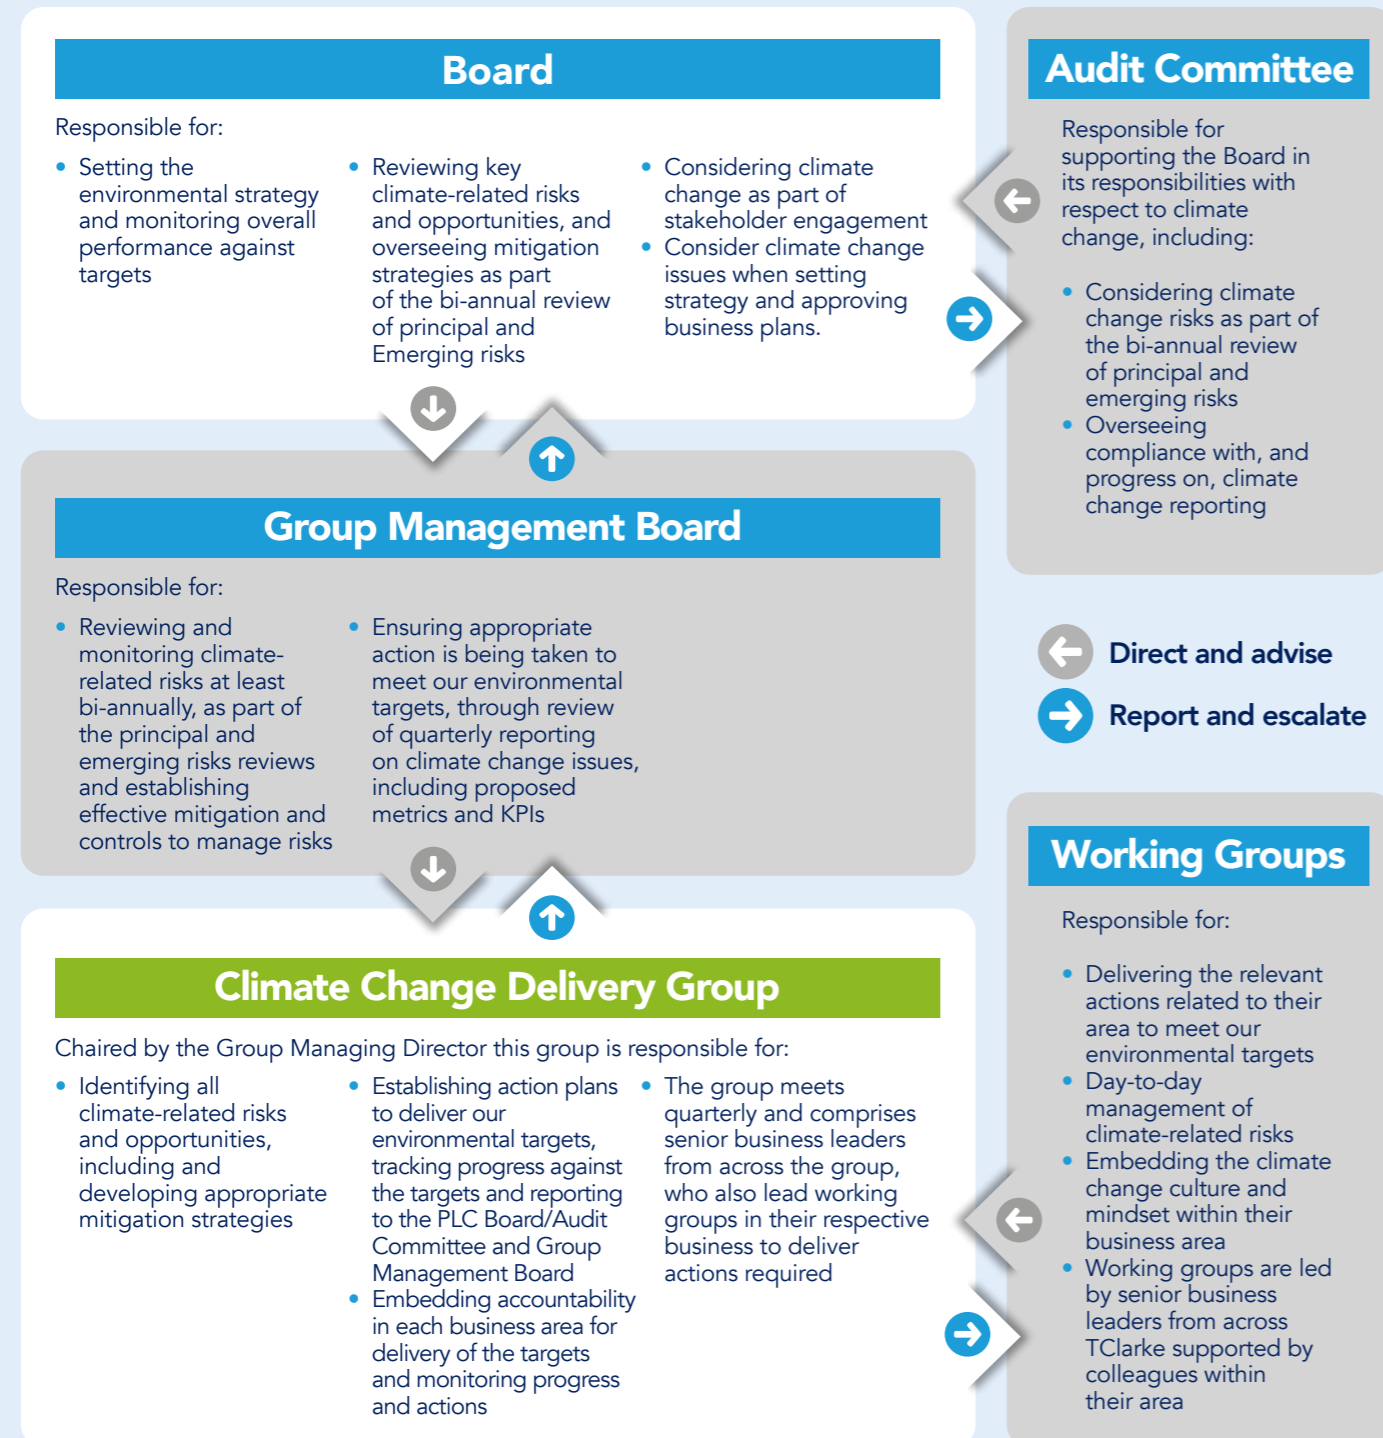 Board
Responsible for:
• Setting the
environmental strategy
and monitoring overall
performance against
targets
• Reviewing key
climate-related risks
and opportunities, and
overseeing mitigation
strategies as part
of the bi-annual review
of principal and
Emerging risks
• Considering climate
change as part of
stakeholder engagement
• Consider climate change
issues when setting
strategy and approving
business plans.
Audit Committee
Responsible for
supporting the Board in
its responsibilities with
respect to climate
change, including:
• Considering climate
change risks as part of
the bi-annual review
of principal and
emerging risks
• Overseeing
compliance with, and
progress on, climate
change reporting
Group Management Board
Responsible for:
• Reviewing and
monitoring climate-
related risks at least
bi-annually, as part of
the principal and
emerging risks reviews
and establishing
effective mitigation and
controls to manage risks
• Ensuring appropriate
action is being taken to
meet our environmental
targets, through review
of quarterly reporting
on climate change issues,
including proposed
metrics and KPIs
Direct and advise
Report and escalate
Climate Change Delivery Group
Chaired by the Group Managing Director this group is responsible for:
• Identifying all
climate-related risks
and opportunities,
including and
developing appropriate
mitigation strategies
• Establishing action plans
to deliver our
environmental targets,
tracking progress against
the targets and reporting
to the PLC Board/Audit
Committee and Group
Management Board
• Embedding accountability
in each business area for
delivery of the targets
and monitoring progress
and actions
• The group meets
quarterly and comprises
senior business leaders
from across the group,
who also lead working
groups in their respective
business to deliver
actions required
Working Groups
Responsible for:
• Delivering the relevant
actions related to their
area to meet our
environmental targets
• Day-to-day
management of
climate-related risks
• Embedding the climate
change culture and
mindset within their
business area
• Working groups are led
by senior business
leaders from across
TClarke supported by
colleagues within
their area